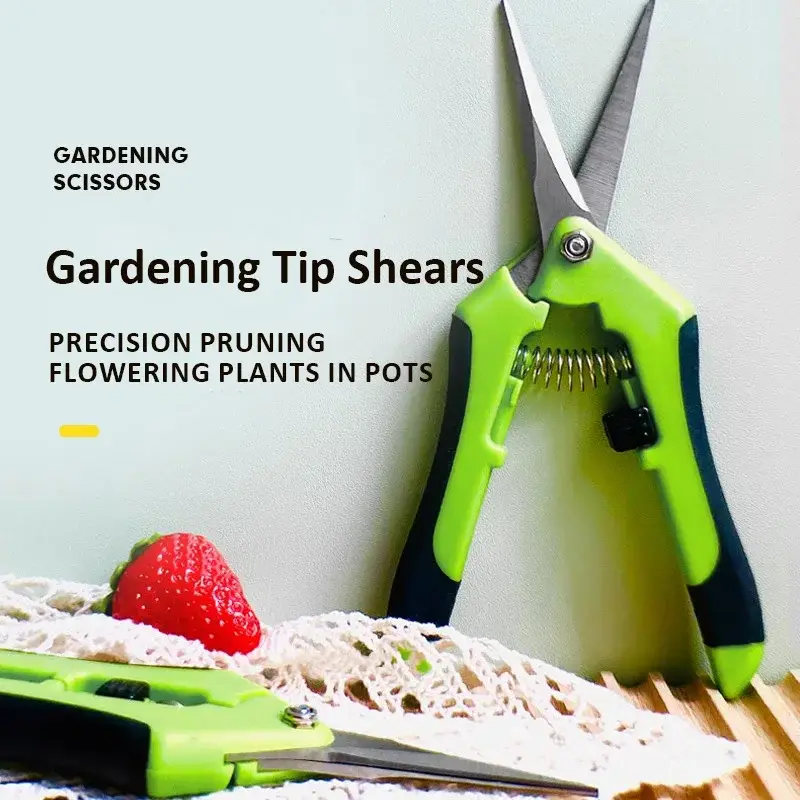 GARDENING
SCISSORS
Gardening Tip Shears
PRECISION PRUNING
FLOWERING PLANTS IN POTS